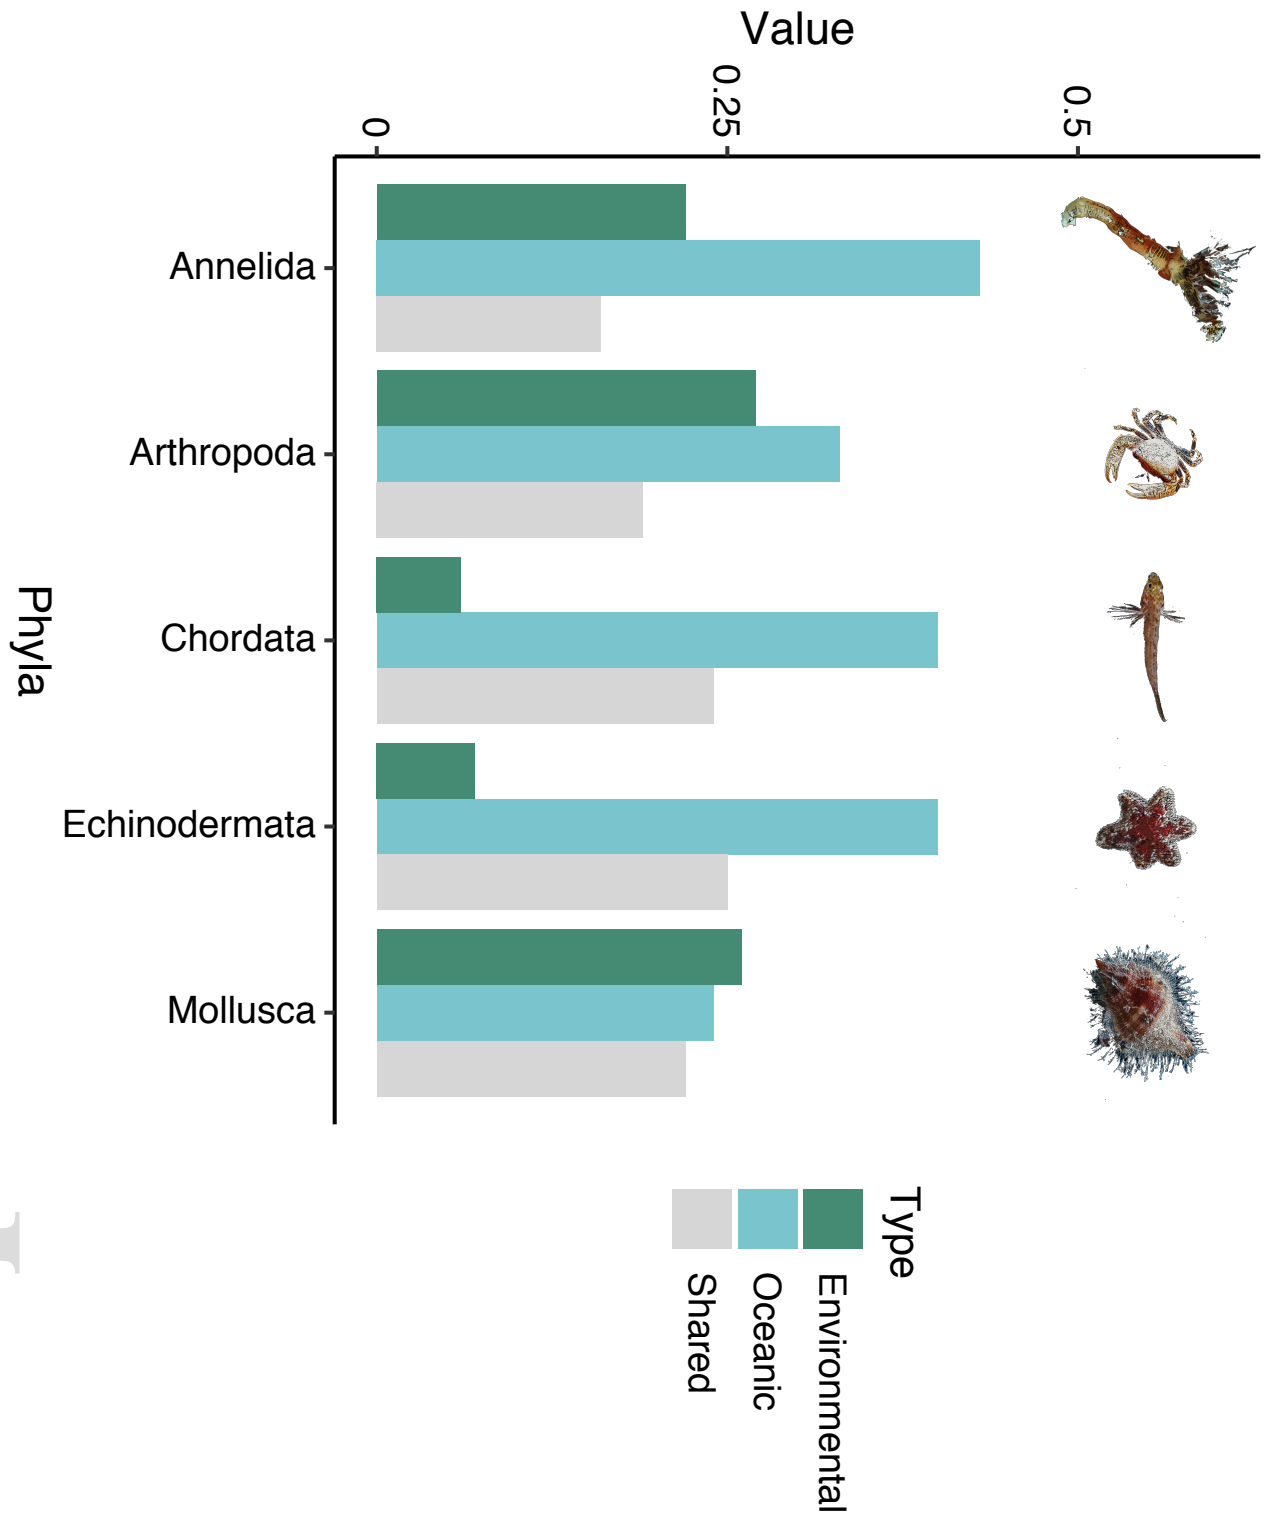 Value
0
0.25
0.5
Annelida
Arthropoda
Chordata
Echinodermata
Mollusca
Phyla
Type
Environmental
Oceanic
Shared